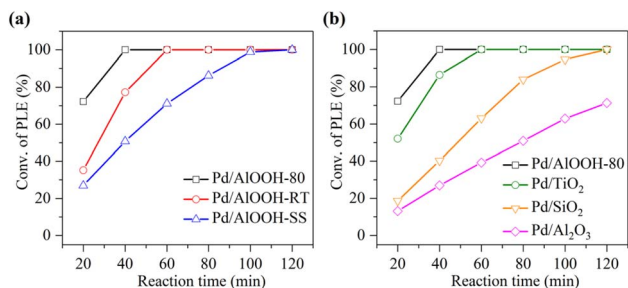 (a)
Conv. of PLE (%)
100
80
60
40
20
0
Pd/AlOOH-80
Pd/AlOOH-RT
Pd/AlOOH-SS
20 40 60 80 100 120
Reaction time (min)
(b)
Conv. of PLE (%)
100
80
60
40
20
0
Pd/AlOOH-80
Pd/TiO₂
Pd/SiO₂
Pd/Al₂O₃
20 40 60 80 100 120
Reaction time (min)